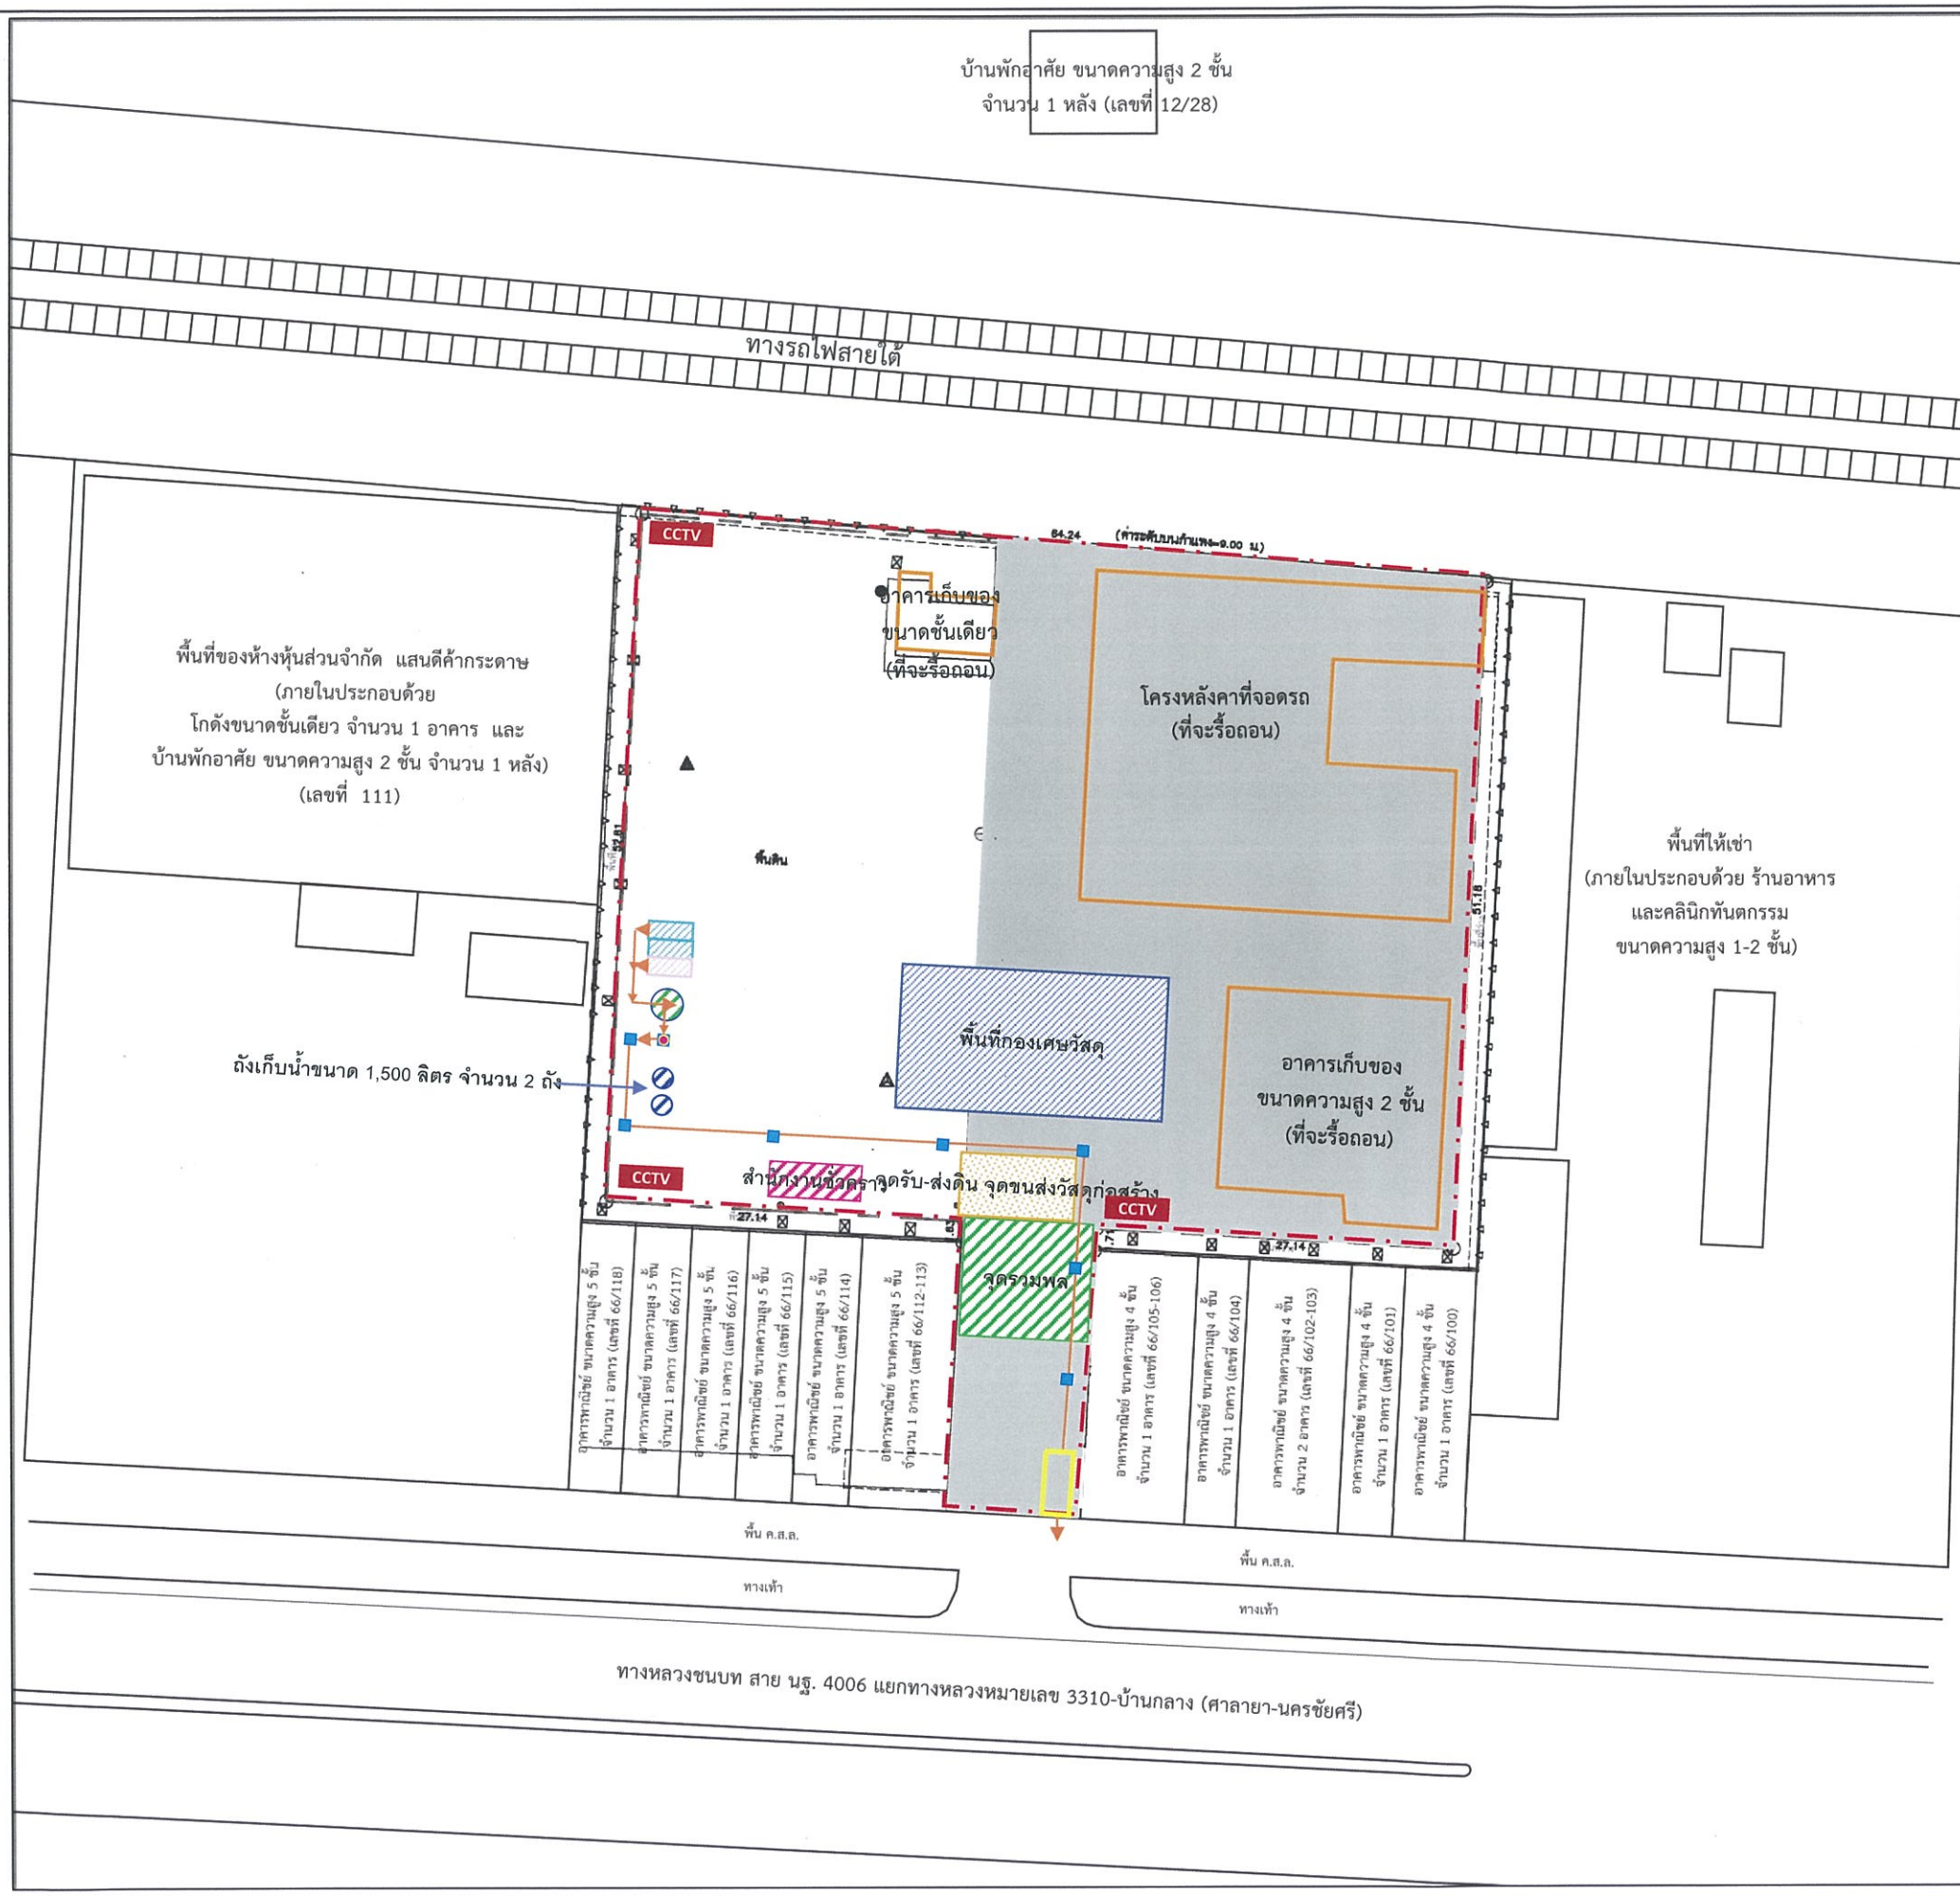 บ้านพักอาศัย ขนาดความสูง 2 ชั้น
จำนวน 1 หลัง (เลขที่ 12/28)
ทางรถไฟสายใต้
CCTV
64.24 (ค่าระดับบนกำแพง=9.00 ม.)
พื้นที่ของห้างหุ้นส่วนจำกัด แสนดีค้ากระดาษ
(ภายในประกอบด้วย
โกดังขนาดชั้นเดียว จำนวน 1 อาคาร และ
บ้านพักอาศัย ขนาดความสูง 2 ชั้น จำนวน 1 หลัง)
(เลขที่ 111)
อาคารเก็บของ
ขนาดชั้นเดียว
(ที่จะรื้อถอน)
โครงหลังคาที่จอดรถ
(ที่จะรื้อถอน)
52.61
พื้นดิน
51.18
พื้นที่ให้เช่า
(ภายในประกอบด้วย ร้านอาหาร
และคลินิกทันตกรรม
ขนาดความสูง 1-2 ชั้น)
พื้นที่กองเศษวัสดุ
อาคารเก็บของ
ขนาดความสูง 2 ชั้น
(ที่จะรื้อถอน)
ถังเก็บน้ำขนาด 1,500 ลิตร จำนวน 2 ถัง
CCTV
สำนักงานชั่วคราว
จุดรับ-ส่งดิน จุดขนส่งวัสดุก่อสร้าง
CCTV
27.14
27.14
จุดรวมพล
อาคารพาณิชย์ ขนาดความสูง 5 ชั้น
จำนวน 1 อาคาร (เลขที่ 66/118)
อาคารพาณิชย์ ขนาดความสูง 5 ชั้น
จำนวน 1 อาคาร (เลขที่ 66/117)
อาคารพาณิชย์ ขนาดความสูง 5 ชั้น
จำนวน 1 อาคาร (เลขที่ 66/116)
อาคารพาณิชย์ ขนาดความสูง 5 ชั้น
จำนวน 1 อาคาร (เลขที่ 66/115)
อาคารพาณิชย์ ขนาดความสูง 5 ชั้น
จำนวน 1 อาคาร (เลขที่ 66/114)
อาคารพาณิชย์ ขนาดความสูง 5 ชั้น
จำนวน 1 อาคาร (เลขที่ 66/112-113)
อาคารพาณิชย์ ขนาดความสูง 4 ชั้น
จำนวน 1 อาคาร (เลขที่ 66/105-106)
อาคารพาณิชย์ ขนาดความสูง 4 ชั้น
จำนวน 1 อาคาร (เลขที่ 66/104)
อาคารพาณิชย์ ขนาดความสูง 4 ชั้น
จำนวน 2 อาคาร (เลขที่ 66/102-103)
อาคารพาณิชย์ ขนาดความสูง 4 ชั้น
จำนวน 1 อาคาร (เลขที่ 66/101)
อาคารพาณิชย์ ขนาดความสูง 4 ชั้น
จำนวน 1 อาคาร (เลขที่ 66/100)
พื้น ค.ส.ล.
พื้น ค.ส.ล.
ทางเท้า
ทางเท้า
ทางหลวงชนบท สาย นฐ. 4006 แยกทางหลวงหมายเลข 3310-บ้านกลาง (ศาลายา-นครชัยศรี)